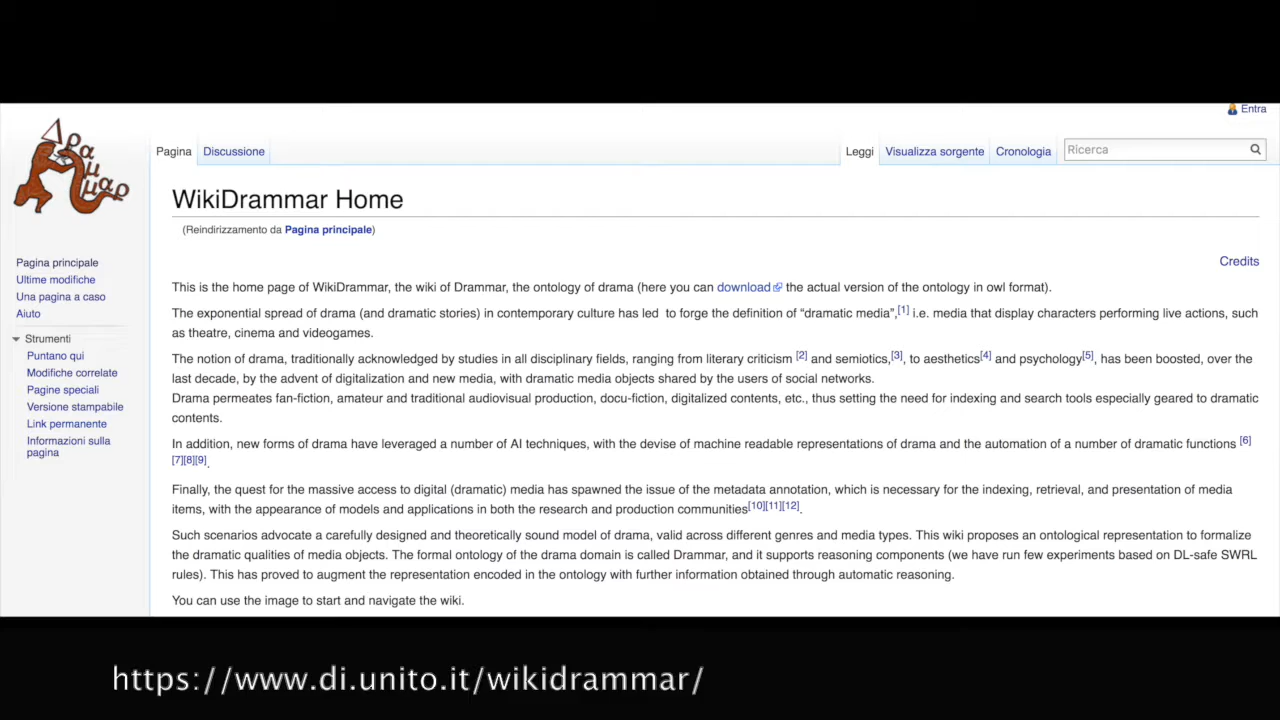 Entra
Δραμμαρ
Pagina
Discussione
Leggi
Visualizza sorgente
Cronologia
Ricerca
WikiDrammar Home
(Reindirizzamento da Pagina principale)
Credits
Pagina principale
Ultime modifiche
Una pagina a caso
Aiuto
Strumenti
Puntano qui
Modifiche correlate
Pagine speciali
Versione stampabile
Link permanente
Informazioni sulla
pagina
This is the home page of WikiDrammar, the wiki of Drammar, the ontology of drama (here you can download the actual version of the ontology in owl format).
The exponential spread of drama (and dramatic stories) in contemporary culture has led to forge the definition of “dramatic media”,[1] i.e. media that display characters performing live actions, such
as theatre, cinema and videogames.
The notion of drama, traditionally acknowledged by studies in all disciplinary fields, ranging from literary criticism [2] and semiotics,[3], to aesthetics[4] and psychology[5], has been boosted, over the
last decade, by the advent of digitalization and new media, with dramatic media objects shared by the users of social networks.
Drama permeates fan-fiction, amateur and traditional audiovisual production, docu-fiction, digitalized contents, etc., thus setting the need for indexing and search tools especially geared to dramatic
contents.
In addition, new forms of drama have leveraged a number of AI techniques, with the devise of machine readable representations of drama and the automation of a number of dramatic functions [6]
[7][8][9].
Finally, the quest for the massive access to digital (dramatic) media has spawned the issue of the metadata annotation, which is necessary for the indexing, retrieval, and presentation of media
items, with the appearance of models and applications in both the research and production communities[10][11][12].
Such scenarios advocate a carefully designed and theoretically sound model of drama, valid across different genres and media types. This wiki proposes an ontological representation to formalize
the dramatic qualities of media objects. The formal ontology of the drama domain is called Drammar, and it supports reasoning components (we have run few experiments based on DL-safe SWRL
rules). This has proved to augment the representation encoded in the ontology with further information obtained through automatic reasoning.
You can use the image to start and navigate the wiki.
https://www.di.unito.it/wikidrammar/